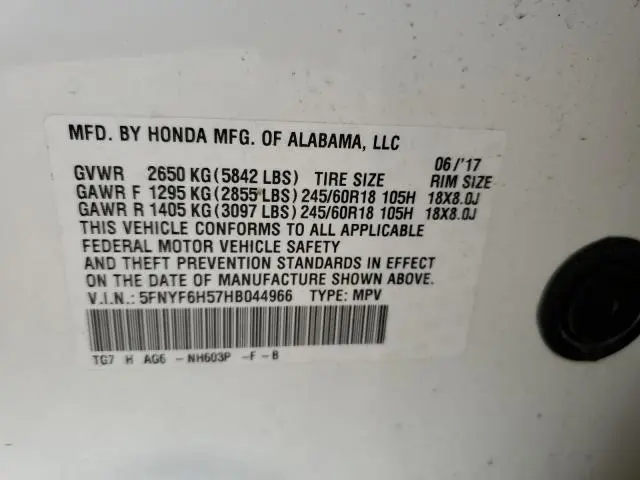 MFD. BY HONDA MFG. OF ALABAMA, LLC
06/'17
GVWR 2650 KG(5842 LBS) TIRE SIZE RIM SIZE
GAWR F 1295 KG(2855 LBS) 245/60R18 105H 18X8.0J
GAWR R 1405 KG(3097 LBS) 245/60R18 105H 18X8.0J
THIS VEHICLE CONFORMS TO ALL APPLICABLE
FEDERAL MOTOR VEHICLE SAFETY
AND THEFT PREVENTION STANDARDS IN EFFECT
ON THE DATE OF MANUFACTURE SHOWN ABOVE.
V.I.N.: 5FNYF6H57HB044966 TYPE: MPV
TG7 H AG6 -NH603P -F-B